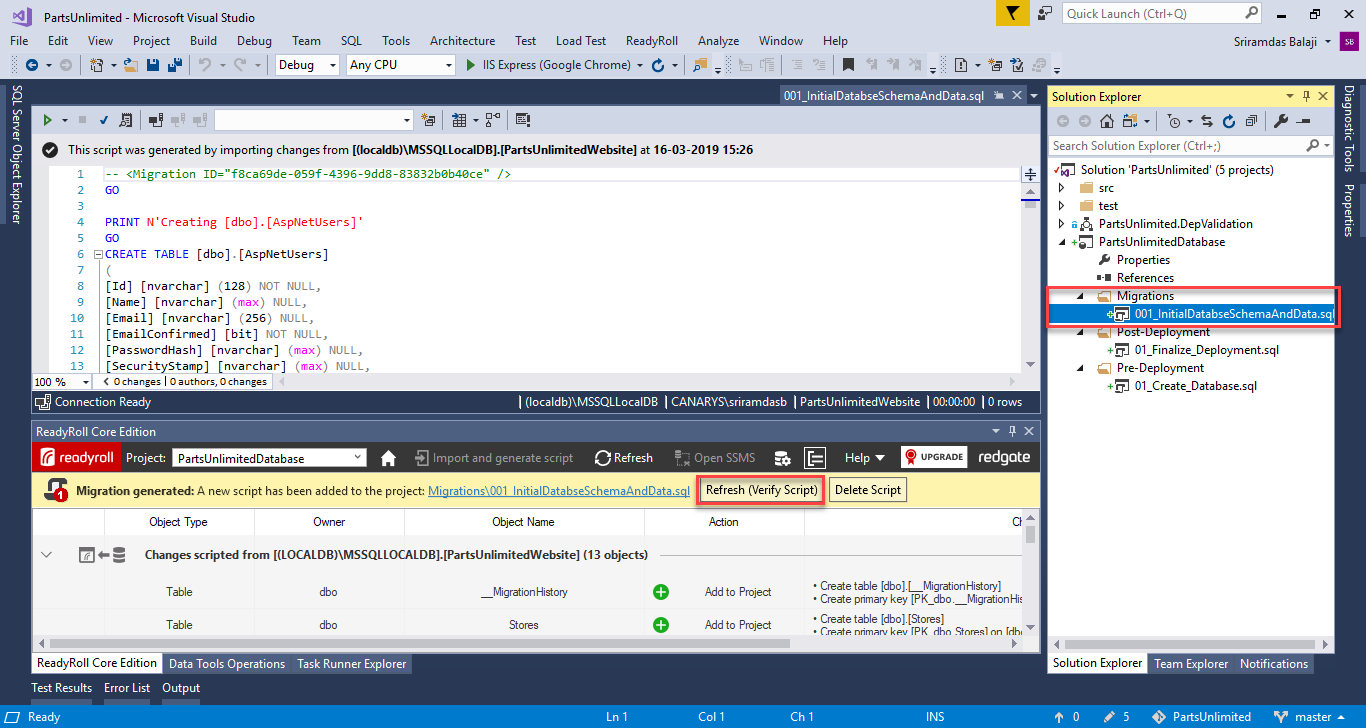 PartsUnlimited - Microsoft Visual Studio
Quick Launch (Ctrl+Q)
File Edit View Project Build Debug Team SQL Tools Architecture Test Load Test ReadyRoll Analyze Window Help
Sriramdas Balaji
SB
Debug Any CPU IIS Express (Google Chrome)
SQL Server Object Explorer
001_InitialDatabseSchemaAndData.sql
This script was generated by importing changes from [(localdb)\MSSQLLocalDB].[PartsUnlimitedWebsite] at 16-03-2019 15:26
1 -- <Migration ID="f8ca69de-059f-4396-9dd8-83832b0b40ce" />
2 GO
3
4 PRINT N'Creating [dbo].[AspNetUsers]'
5 GO
6 CREATE TABLE [dbo].[AspNetUsers]
7 (
8 [Id] [nvarchar] (128) NOT NULL,
9 [Name] [nvarchar] (max) NULL,
10 [Email] [nvarchar] (256) NULL,
11 [EmailConfirmed] [bit] NOT NULL,
12 [PasswordHash] [nvarchar] (max) NULL,
13 [SecurityStamp] [nvarchar] (max) NULL,
100 % 0 changes | 0 authors, 0 changes
Connection Ready | (localdb)\MSSQLLocalDB | CANARYS\sriramdasb | PartsUnlimitedWebsite | 00:00:00 | 0 rows
ReadyRoll Core Edition
readyroll Project: PartsUnlimitedDatabase Import and generate script Refresh Open SSMS Help UPGRADE redgate
1 Migration generated: A new script has been added to the project: Migrations\001_InitialDatabseSchemaAndData.sql Refresh (Verify Script) Delete Script
Object Type Owner Object Name Action Ch
Changes scripted from [(LOCALDB)\MSSQLLOCALDB].[PartsUnlimitedWebsite] (13 objects)
Table dbo __MigrationHistory Add to Project • Create table [dbo].[__MigrationHistory]
• Create primary key [PK_dbo.__MigrationHis
Table dbo Stores Add to Project • Create table [dbo].[Stores]
• Create primary key [PK_dbo.Stores] on [dbo
ReadyRoll Core Edition Data Tools Operations Task Runner Explorer
Test Results Error List Output
Solution Explorer
Search Solution Explorer (Ctrl+;)
Solution 'PartsUnlimited' (5 projects)
src
test
PartsUnlimited.DepValidation
PartsUnlimitedDatabase
Properties
References
Migrations
001_InitialDatabseSchemaAndData.sql
Post-Deployment
01_Finalize_Deployment.sql
Pre-Deployment
01_Create_Database.sql
Solution Explorer Team Explorer Notifications
Diagnostic Tools
Properties
Ready Ln 1 Col 1 Ch 1 INS 0 5 PartsUnlimited master